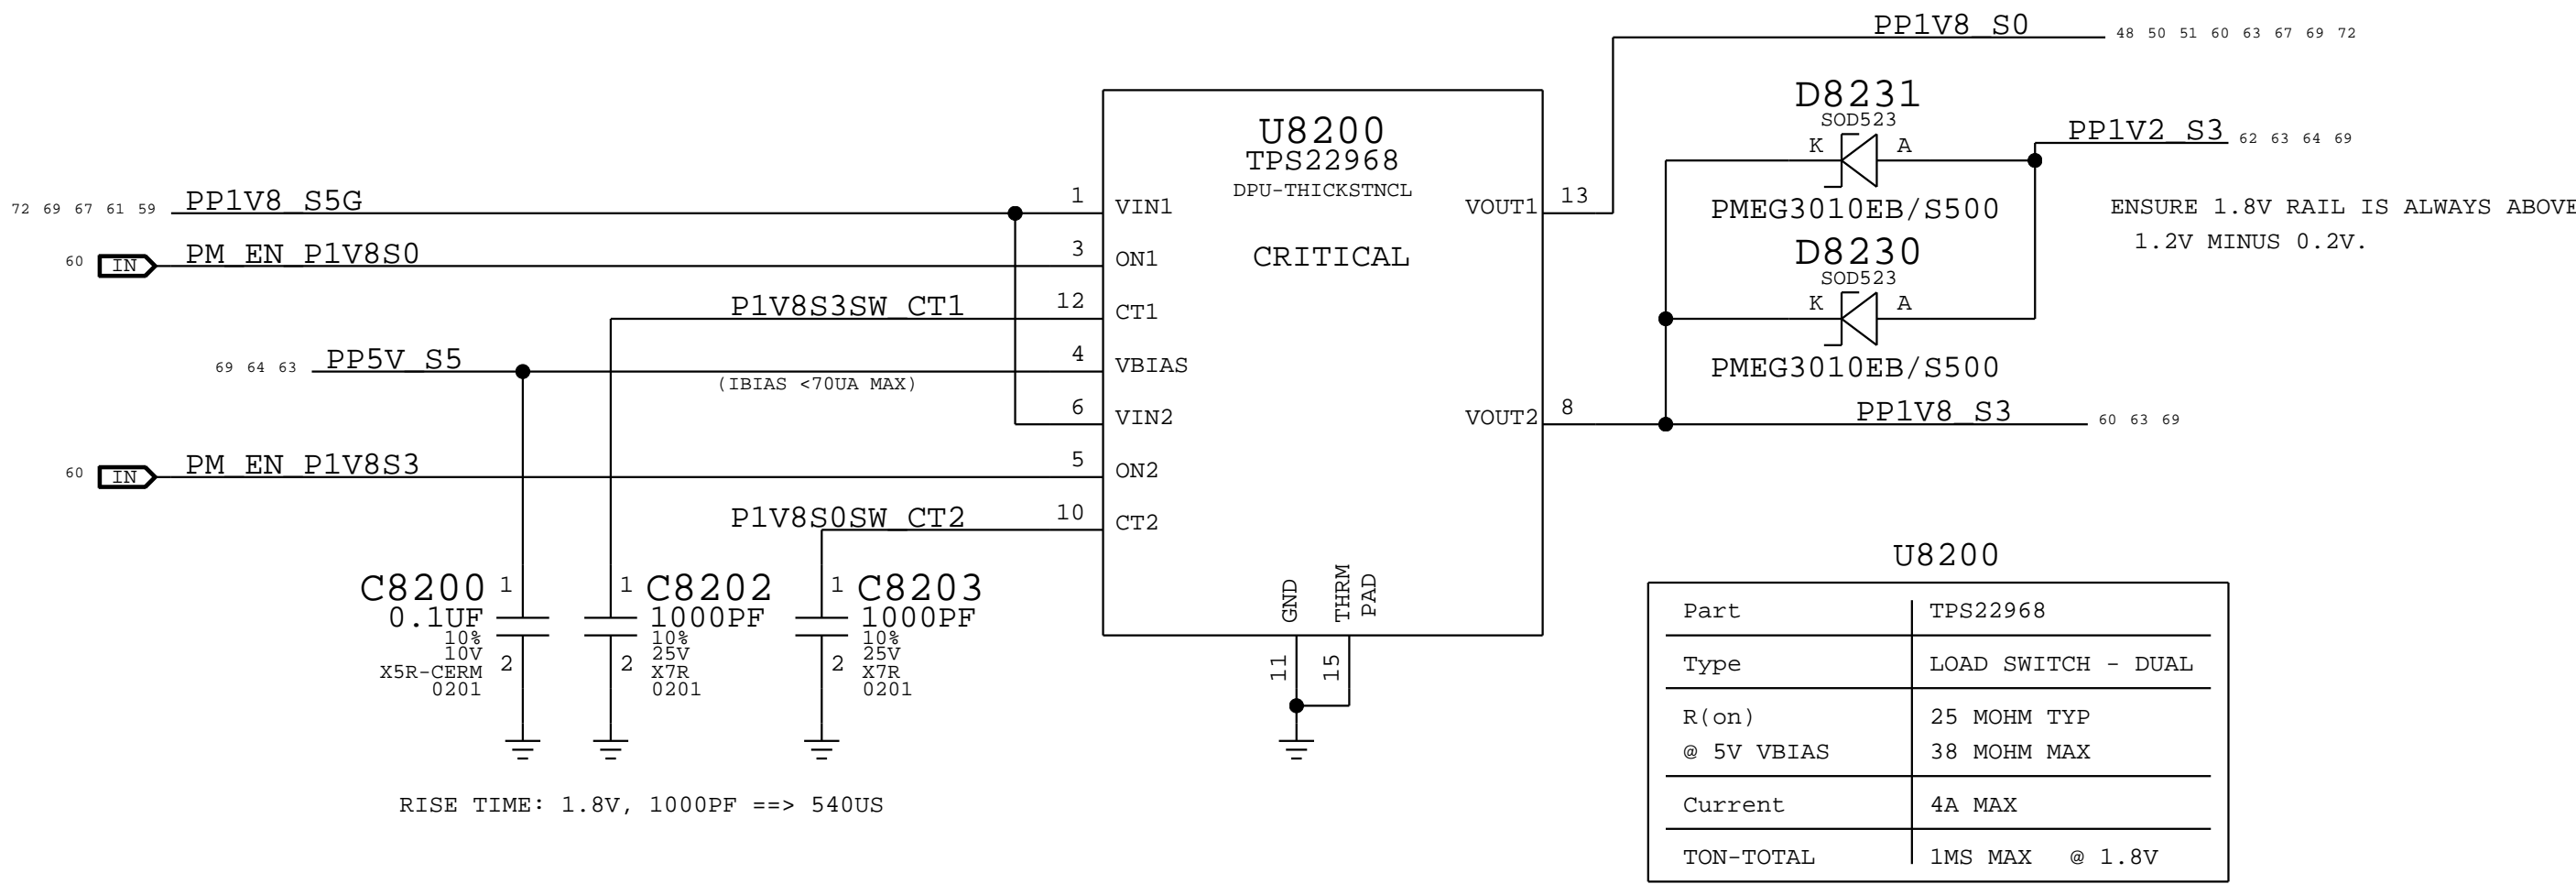 PP1V8_S0 48 50 51 60 63 67 69 72
D8231
SOD523
K A
PMEG3010EB/S500
PP1V2_S3 62 63 64 69
ENSURE 1.8V RAIL IS ALWAYS ABOVE
1.2V MINUS 0.2V.
D8230
SOD523
K A
PMEG3010EB/S500
PP1V8_S3 60 63 69
U8200
TPS22968
DPU-THICKSTNCL
CRITICAL
72 69 67 61 59 PP1V8_S5G 1 VIN1
VOUT1 13
60 IN PM_EN_P1V8S0 3 ON1
P1V8S3SW_CT1 12 CT1
69 64 63 PP5V_S5 4 VBIAS
(IBIAS <70UA MAX)
6 VIN2
VOUT2 8
60 IN PM_EN_P1V8S3 5 ON2
P1V8S0SW_CT2 10 CT2
GND
THRM
PAD
11
15
C8200 1
0.1UF
10%
10V
X5R-CERM
0201
2
1 C8202
1000PF
10%
25V
X7R
0201
2
1 C8203
1000PF
10%
25V
X7R
0201
2
RISE TIME: 1.8V, 1000PF ==> 540US
U8200
Part TPS22968
Type LOAD SWITCH - DUAL
R(on) 25 MOHM TYP
@ 5V VBIAS 38 MOHM MAX
Current 4A MAX
TON-TOTAL 1MS MAX @ 1.8V